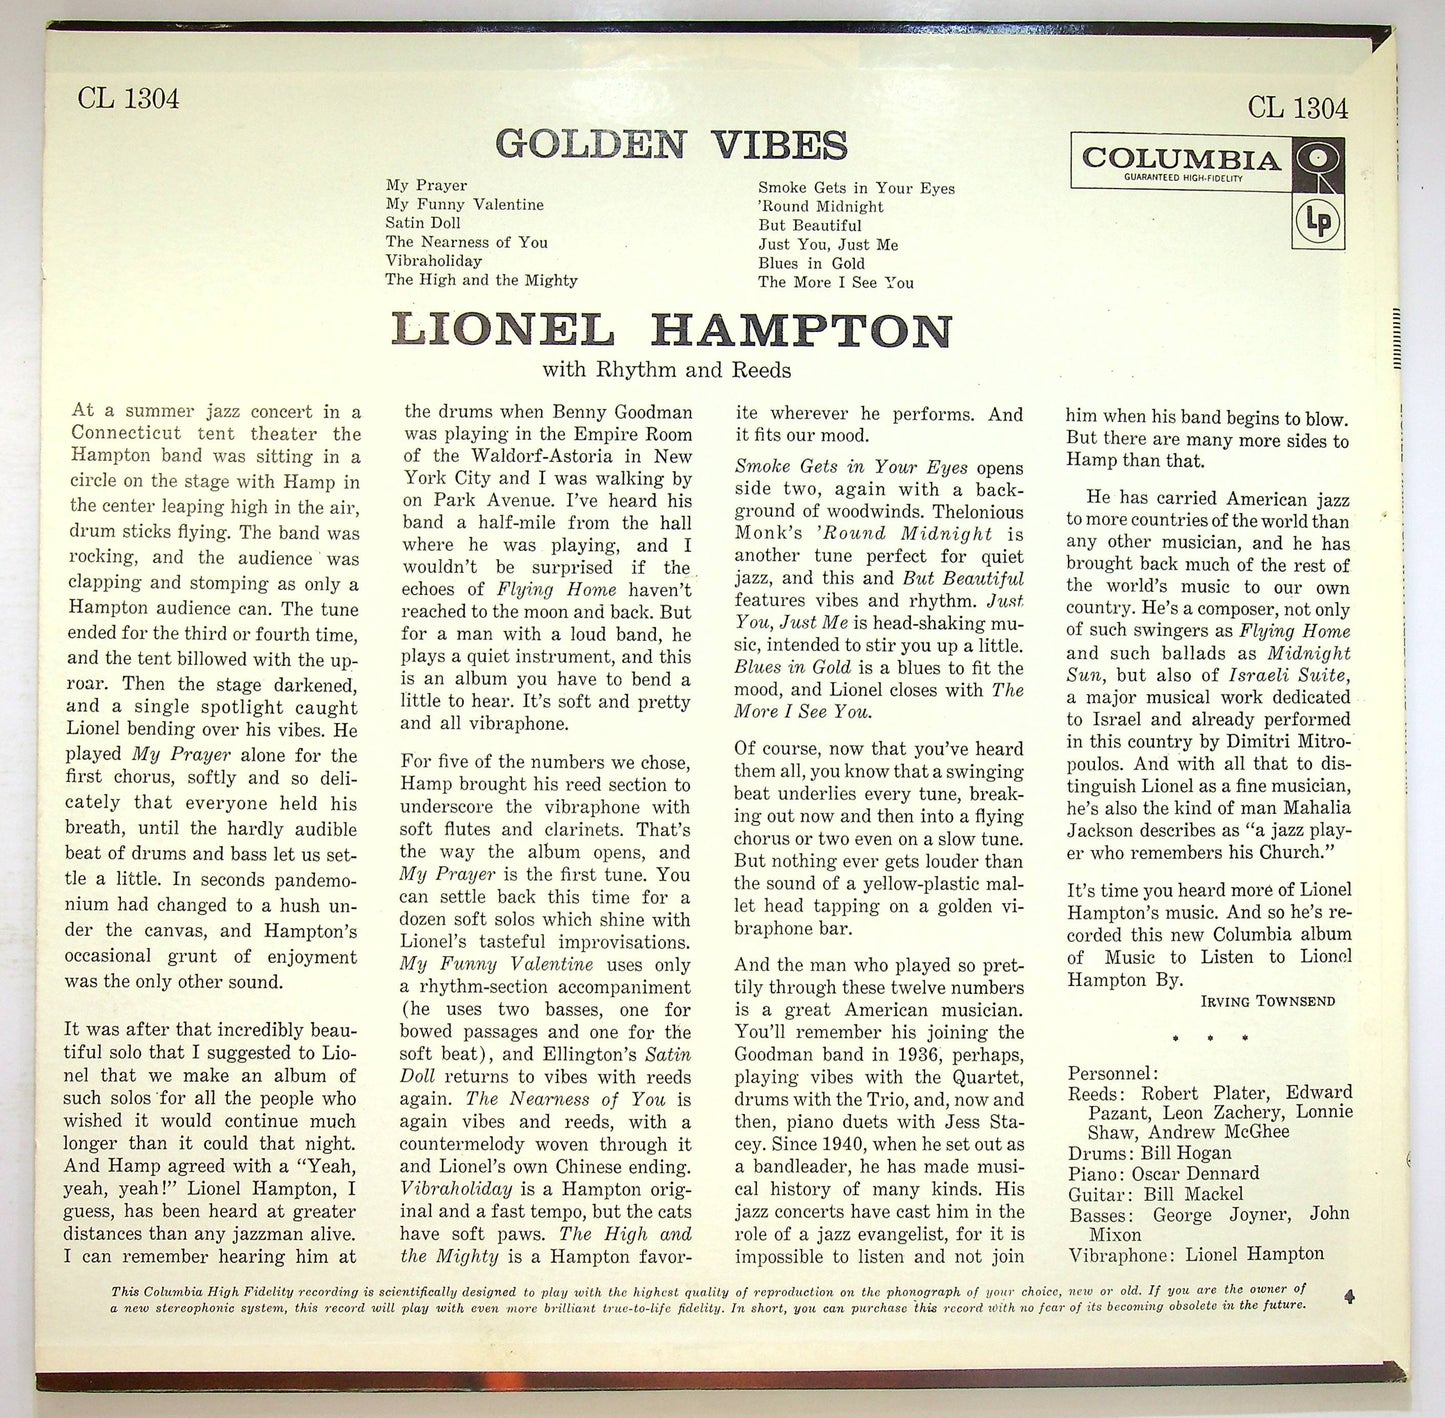 CL 1304
CL 1304
GOLDEN VIBES
COLUMBIA
GUARANTEED HIGH-FIDELITY
Lp
My Prayer
My Funny Valentine
Satin Doll
The Nearness of You
Vibraholiday
The High and the Mighty
Smoke Gets in Your Eyes
'Round Midnight
But Beautiful
Just You, Just Me
Blues in Gold
The More I See You
LIONEL HAMPTON
with Rhythm and Reeds
At a summer jazz concert in a
Connecticut tent theater the
Hampton band was sitting in a
circle on the stage with Hamp in
the center leaping high in the air,
drum sticks flying. The band was
rocking, and the audience was
clapping and stomping as only a
Hampton audience can. The tune
ended for the third or fourth time,
and the tent billowed with the up-
roar. Then the stage darkened,
and a single spotlight caught
Lionel bending over his vibes. He
played My Prayer alone for the
first chorus, softly and so deli-
cately that everyone held his
breath, until the hardly audible
beat of drums and bass let us set-
tle a little. In seconds pandemo-
nium had changed to a hush un-
der the canvas, and Hampton's
occasional grunt of enjoyment
was the only other sound.
It was after that incredibly beau-
tiful solo that I suggested to Lio-
nel that we make an album of
such solos for all the people who
wished it would continue much
longer than it could that night.
And Hamp agreed with a "Yeah,
yeah, yeah!" Lionel Hampton, I
guess, has been heard at greater
distances than any jazzman alive.
I can remember hearing him at
the drums when Benny Goodman
was playing in the Empire Room
of the Waldorf-Astoria in New
York City and I was walking by
on Park Avenue. I've heard his
band a half-mile from the hall
where he was playing, and I
wouldn't be surprised if the
echoes of Flying Home haven't
reached to the moon and back. But
for a man with a loud band, he
plays a quiet instrument, and this
is an album you have to bend a
little to hear. It's soft and pretty
and all vibraphone.
For five of the numbers we chose,
Hamp brought his reed section to
underscore the vibraphone with
soft flutes and clarinets. That's
the way the album opens, and
My Prayer is the first tune. You
can settle back this time for a
dozen soft solos which shine with
Lionel's tasteful improvisations.
My Funny Valentine uses only
a rhythm-section accompaniment
(he uses two basses, one for
bowed passages and one for the
soft beat), and Ellington's Satin
Doll returns to vibes with reeds
again. The Nearness of You is
again vibes and reeds, with a
countermelody woven through it
and Lionel's own Chinese ending.
Vibraholiday is a Hampton orig-
inal and a fast tempo, but the cats
have soft paws. The High and
the Mighty is a Hampton favor-
ite wherever he performs. And
it fits our mood.
Smoke Gets in Your Eyes opens
side two, again with a back-
ground of woodwinds. Thelonious
Monk's 'Round Midnight is
another tune perfect for quiet
jazz, and this and But Beautiful
features vibes and rhythm. Just
You, Just Me is head-shaking mu-
sic, intended to stir you up a little.
Blues in Gold is a blues to fit the
mood, and Lionel closes with The
More I See You.
Of course, now that you've heard
them all, you know that a swinging
beat underlies every tune, break-
ing out now and then into a flying
chorus or two even on a slow tune.
But nothing ever gets louder than
the sound of a yellow-plastic mal-
let head tapping on a golden vi-
braphone bar.
And the man who played so pret-
tily through these twelve numbers
is a great American musician.
You'll remember his joining the
Goodman band in 1936, perhaps,
playing vibes with the Quartet,
drums with the Trio, and, now and
then, piano duets with Jess Sta-
cey. Since 1940, when he set out as
a bandleader, he has made musi-
cal history of many kinds. His
jazz concerts have cast him in the
role of a jazz evangelist, for it is
impossible to listen and not join
him when his band begins to blow.
But there are many more sides to
Hamp than that.
He has carried American jazz
to more countries of the world than
any other musician, and he has
brought back much of the rest of
the world's music to our own
country. He's a composer, not only
of such swingers as Flying Home
and such ballads as Midnight
Sun, but also of Israeli Suite,
a major musical work dedicated
to Israel and already performed
in this country by Dimitri Mitro-
poulos. And with all that to dis-
tinguish Lionel as a fine musician,
he's also the kind of man Mahalia
Jackson describes as "a jazz play-
er who remembers his Church."
It's time you heard more of Lionel
Hampton's music. And so he's re-
corded this new Columbia album
of Music to Listen to Lionel
Hampton By.
IRVING TOWNSEND
* * *
Personnel:
Reeds: Robert Plater, Edward
Pazant, Leon Zachery, Lonnie
Shaw, Andrew McGhee
Drums: Bill Hogan
Piano: Oscar Dennard
Guitar: Bill Mackel
Basses: George Joyner, John
Mixon
Vibraphone: Lionel Hampton
This Columbia High Fidelity recording is scientifically designed to play with the highest quality of reproduction on the phonograph of your choice, new or old. If you are the owner of
a new stereophonic system, this record will play with even more brilliant true-to-life fidelity. In short, you can purchase this record with no fear of its becoming obsolete in the future.
4